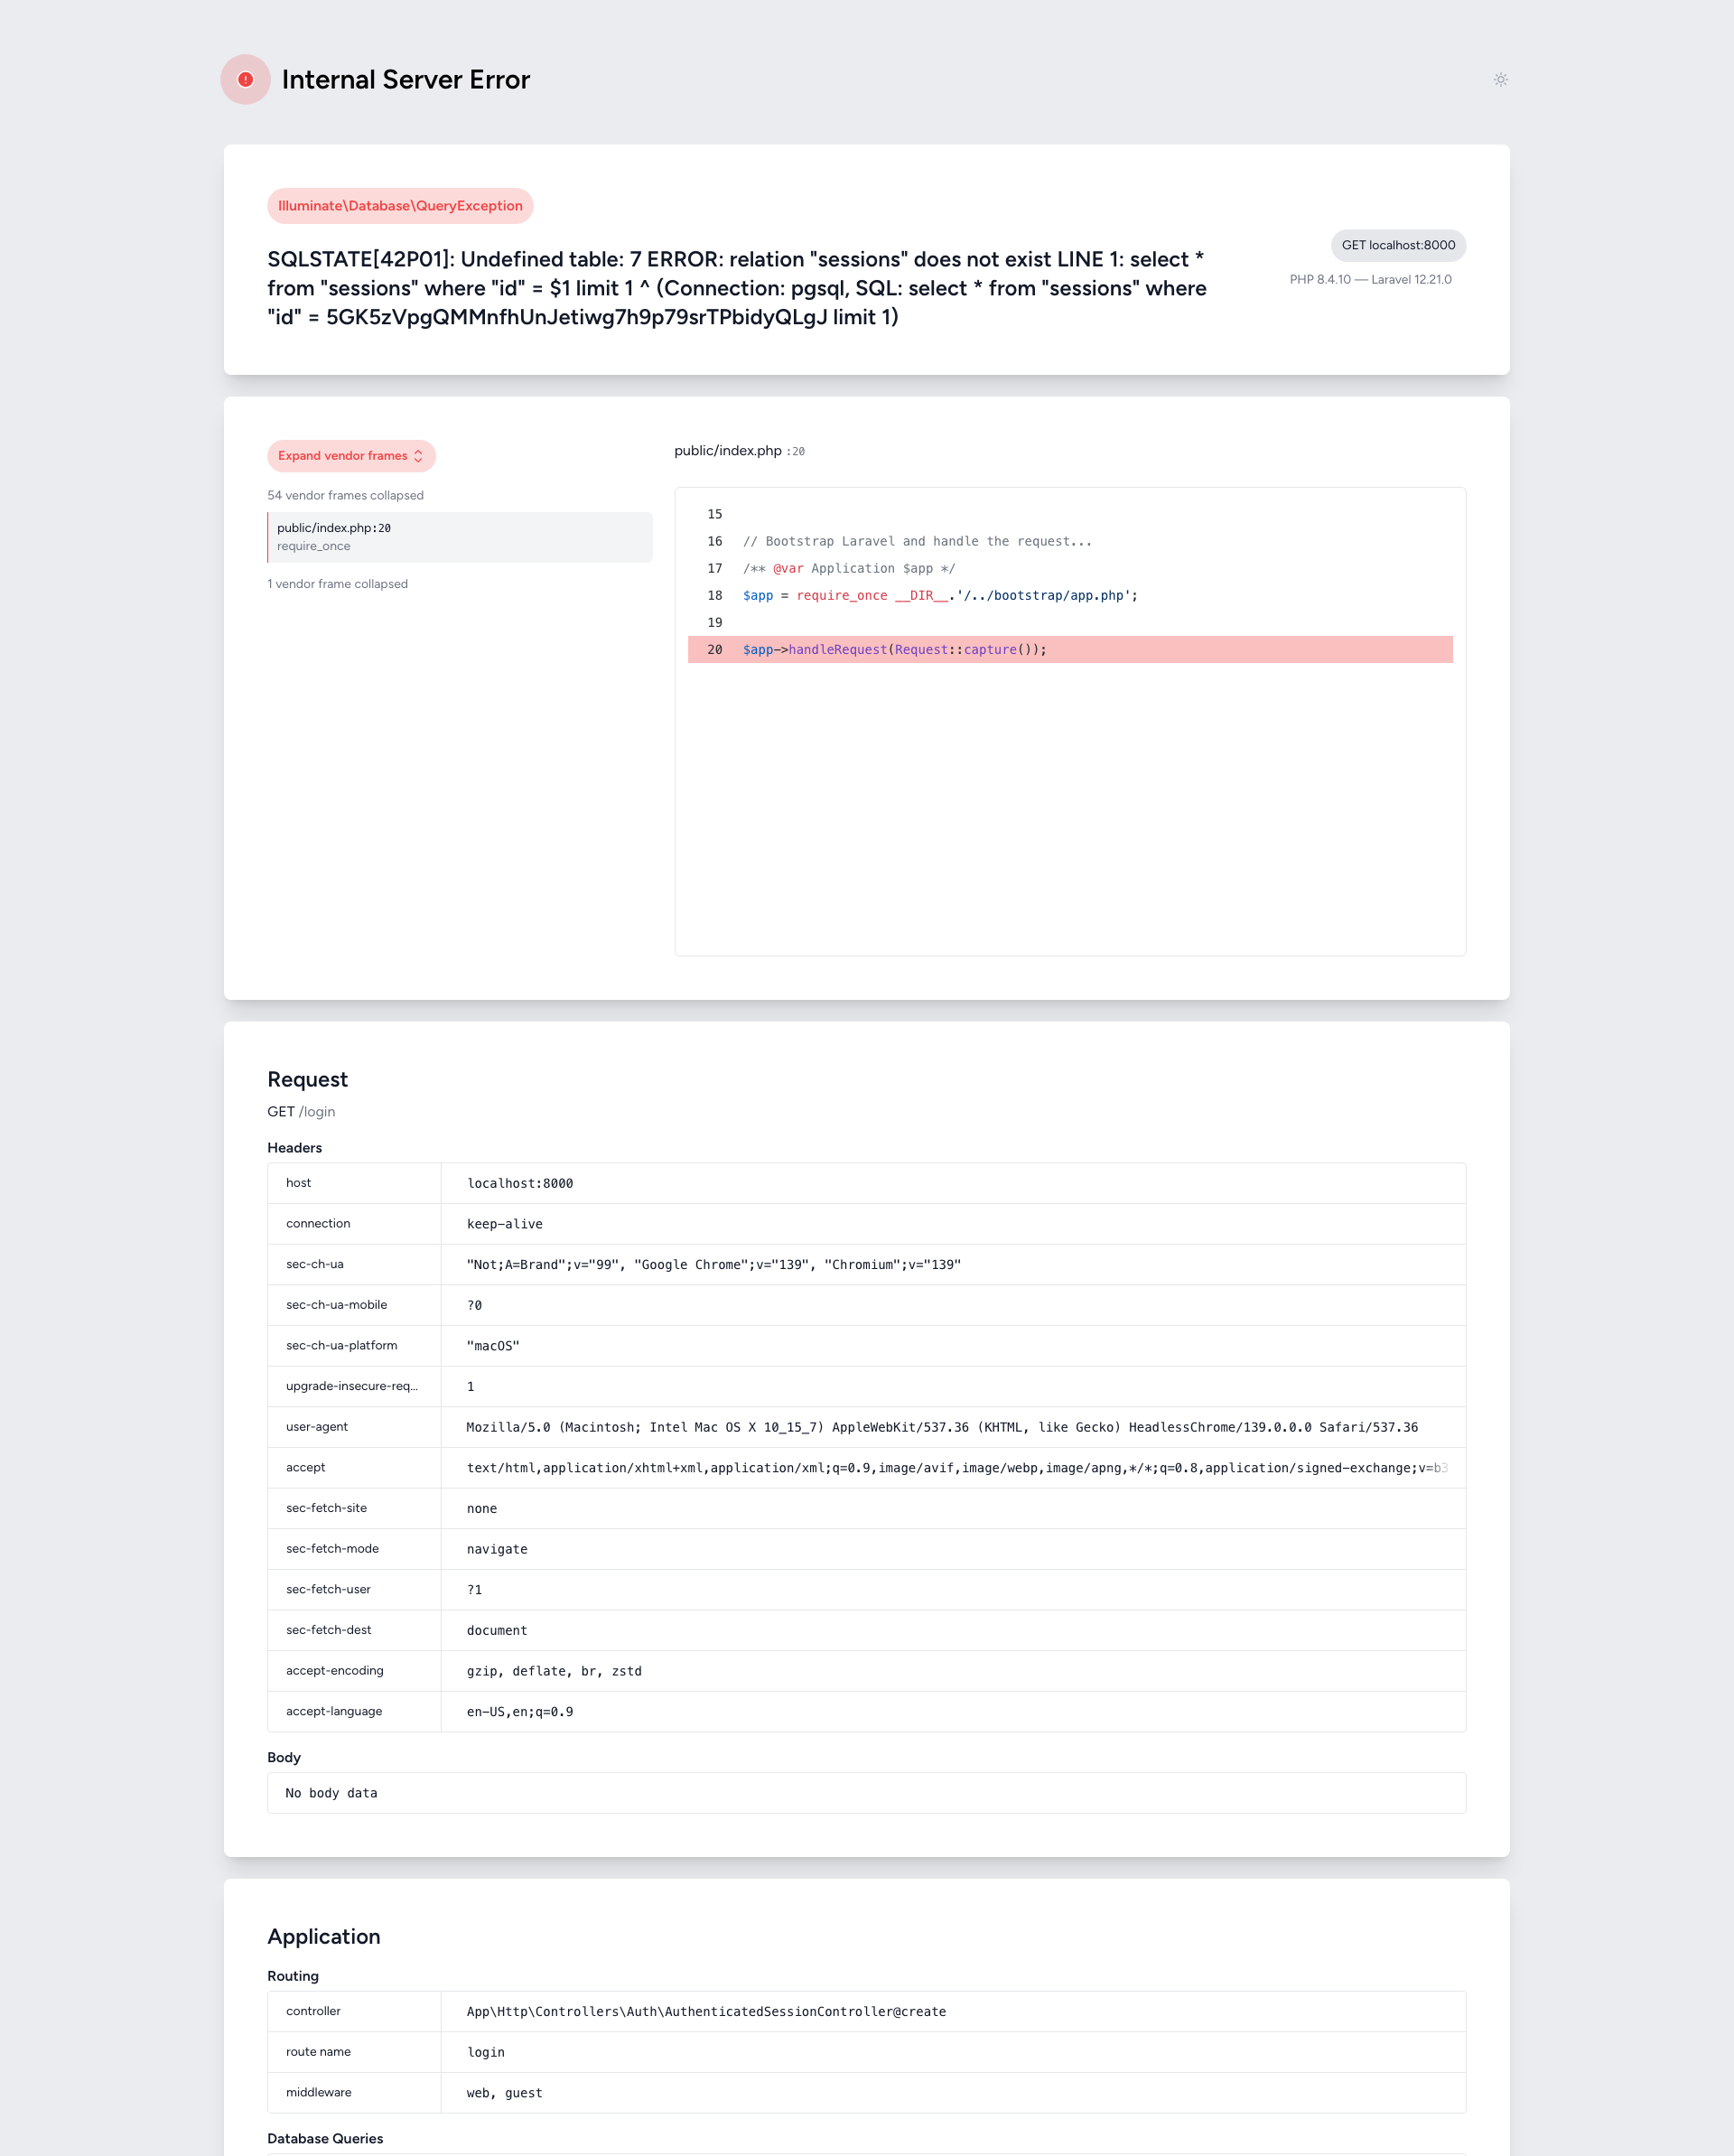 Internal Server Error
Illuminate\Database\QueryException
SQLSTATE[42P01]: Undefined table: 7 ERROR: relation "sessions" does not exist LINE 1: select *
from "sessions" where "id" = $1 limit 1 ^ (Connection: pgsql, SQL: select * from "sessions" where
"id" = 5GK5zVpgQMMnfhUnJetiwg7h9p79srTPbidyQLgJ limit 1)
GET localhost:8000
PHP 8.4.10 — Laravel 12.21.0
Expand vendor frames
54 vendor frames collapsed
public/index.php:20
require_once
1 vendor frame collapsed
public/index.php :20
15
16 // Bootstrap Laravel and handle the request...
17 /** @var Application $app */
18 $app = require_once __DIR__.'/../bootstrap/app.php';
19
20 $app->handleRequest(Request::capture());
Request
GET /login
Headers
host localhost:8000
connection keep-alive
sec-ch-ua "Not;A=Brand";v="99", "Google Chrome";v="139", "Chromium";v="139"
sec-ch-ua-mobile ?0
sec-ch-ua-platform "macOS"
upgrade-insecure-req... 1
user-agent Mozilla/5.0 (Macintosh; Intel Mac OS X 10_15_7) AppleWebKit/537.36 (KHTML, like Gecko) HeadlessChrome/139.0.0.0 Safari/537.36
accept text/html,application/xhtml+xml,application/xml;q=0.9,image/avif,image/webp,image/apng,*/*;q=0.8,application/signed-exchange;v=b3
sec-fetch-site none
sec-fetch-mode navigate
sec-fetch-user ?1
sec-fetch-dest document
accept-encoding gzip, deflate, br, zstd
accept-language en-US,en;q=0.9
Body
No body data
Application
Routing
controller App\Http\Controllers\Auth\AuthenticatedSessionController@create
route name login
middleware web, guest
Database Queries